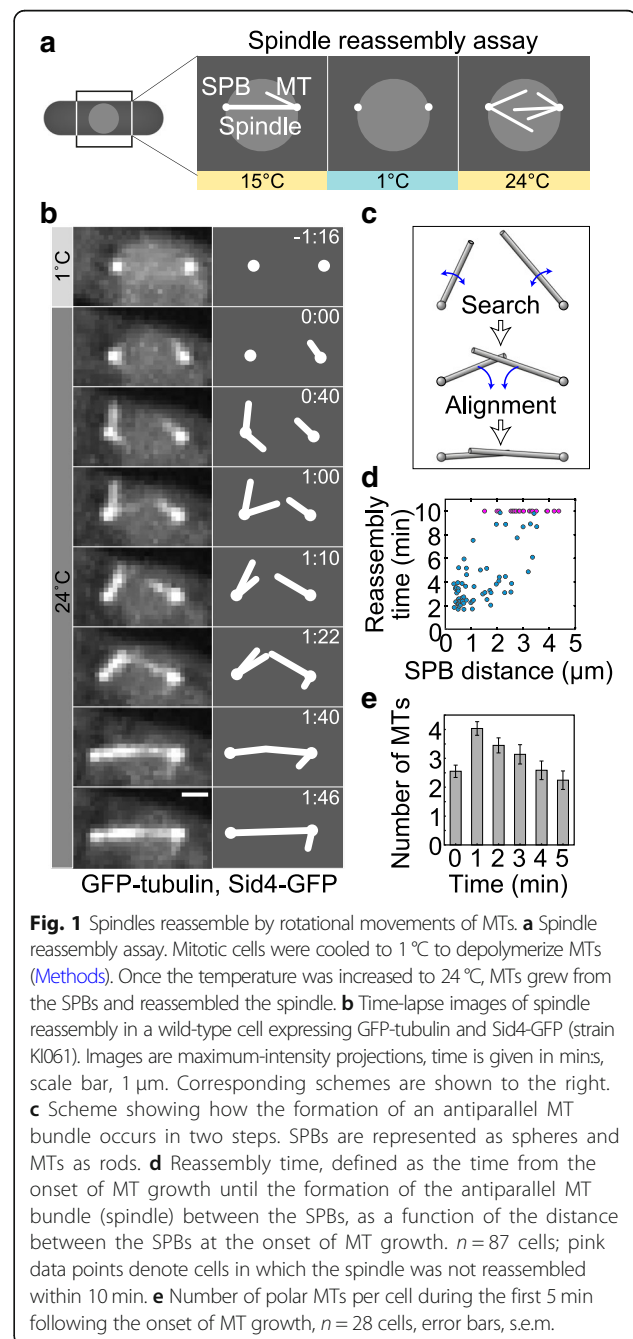 a
Spindle reassembly assay
SPB MT
Spindle
15°C 1°C 24°C
b
1°C
24°C
-1:16
0:00
0:40
1:00
1:10
1:22
1:40
1:46
GFP-tubulin, Sid4-GFP
c
Search
Alignment
d
Reassembly
time (min)
10
8
6
4
2
0
0 1 2 3 4 5
SPB distance (µm)
e
Number of MTs
4
3
2
1
0
0 1 2 3 4 5
Time (min)
Fig. 1 Spindles reassemble by rotational movements of MTs. a Spindle
reassembly assay. Mitotic cells were cooled to 1 °C to depolymerize MTs
(Methods). Once the temperature was increased to 24 °C, MTs grew from
the SPBs and reassembled the spindle. b Time-lapse images of spindle
reassembly in a wild-type cell expressing GFP-tubulin and Sid4-GFP (strain
KI061). Images are maximum-intensity projections, time is given in min:s,
scale bar, 1 µm. Corresponding schemes are shown to the right.
c Scheme showing how the formation of an antiparallel MT
bundle occurs in two steps. SPBs are represented as spheres and
MTs as rods. d Reassembly time, defined as the time from the
onset of MT growth until the formation of the antiparallel MT
bundle (spindle) between the SPBs, as a function of the distance
between the SPBs at the onset of MT growth. n = 87 cells; pink
data points denote cells in which the spindle was not reassembled
within 10 min. e Number of polar MTs per cell during the first 5 min
following the onset of MT growth, n = 28 cells, error bars, s.e.m.